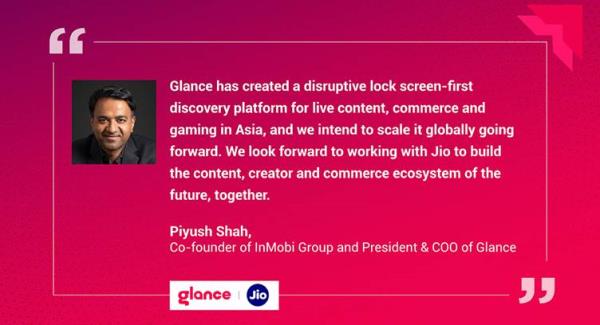 Glance has created a disruptive lock screen-first
discovery platform for live content, commerce and
gaming in Asia, and we intend to scale it globally going
forward. We look forward to working with Jio to build
the content, creator and commerce ecosystem of the
future, together.
Piyush Shah,
Co-founder of InMobi Group and President & COO of Glance
glance | Jio